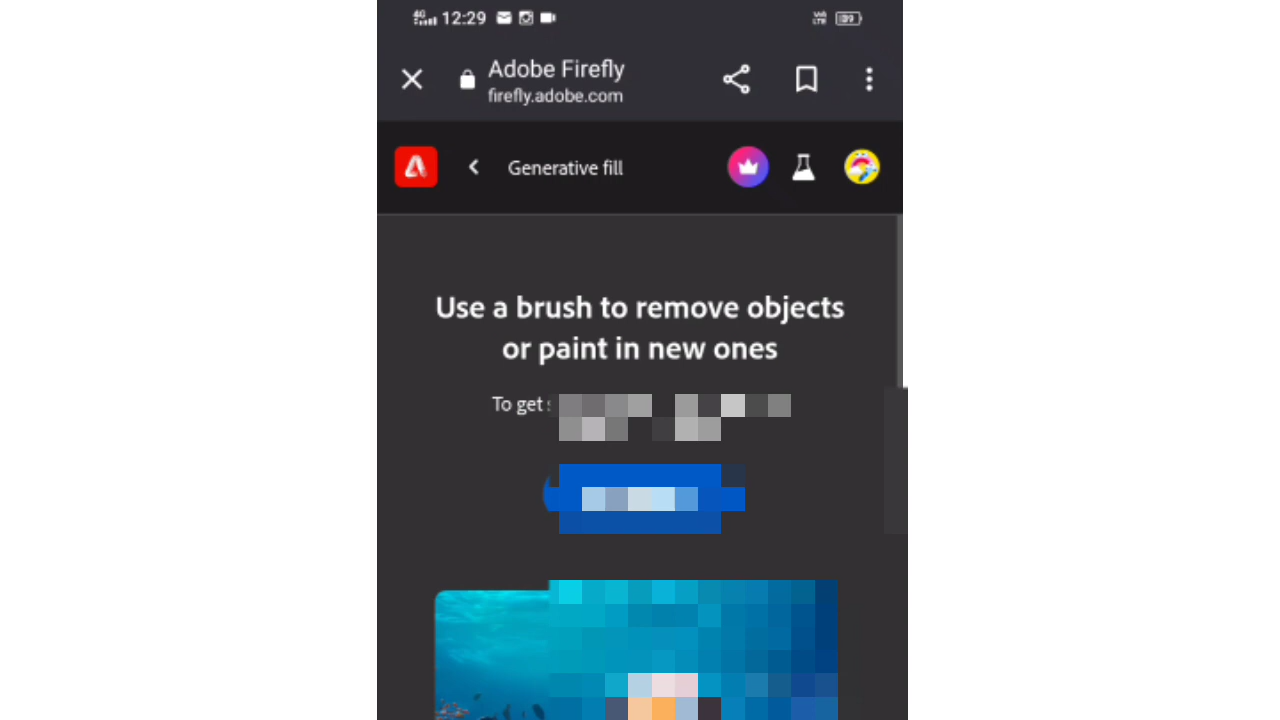 12:29
Adobe Firefly
firefly.adobe.com
Generative fill
Use a brush to remove objects
or paint in new ones
To get